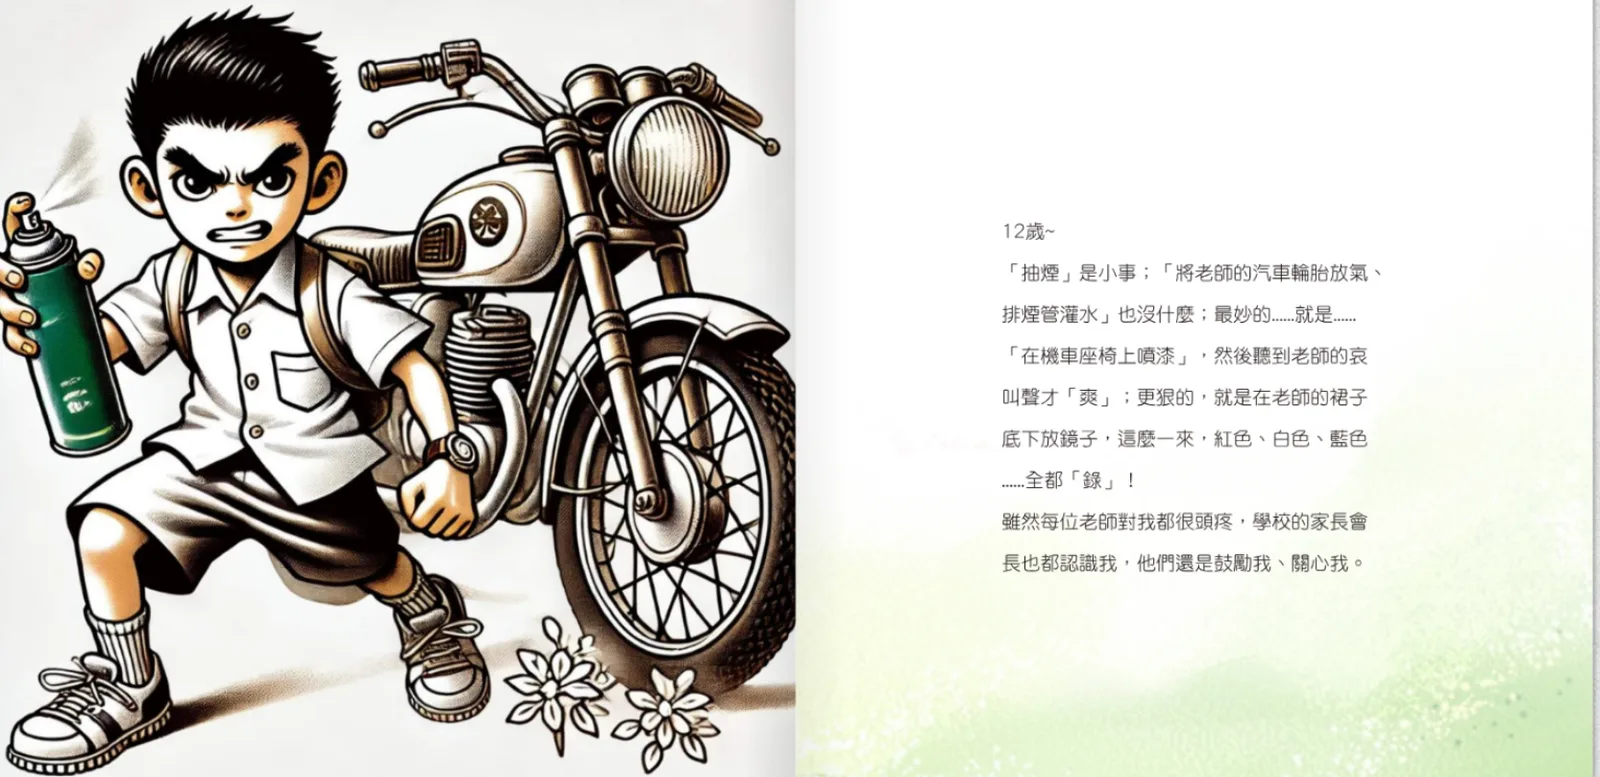 12歲~
「抽煙」是小事；「將老師的汽車輪胎放氣、
排煙管灌水」也沒什麼；最妙的……就是……
「在機車座椅上噴漆」，然後聽到老師的哀
叫聲才「爽」；更狠的，就是在老師的裙子
底下放鏡子，這麼一來，紅色、白色、藍色
……全都「錄」！
雖然每位老師對我都很頭疼，學校的家長會
長也都認識我，他們還是鼓勵我、關心我。